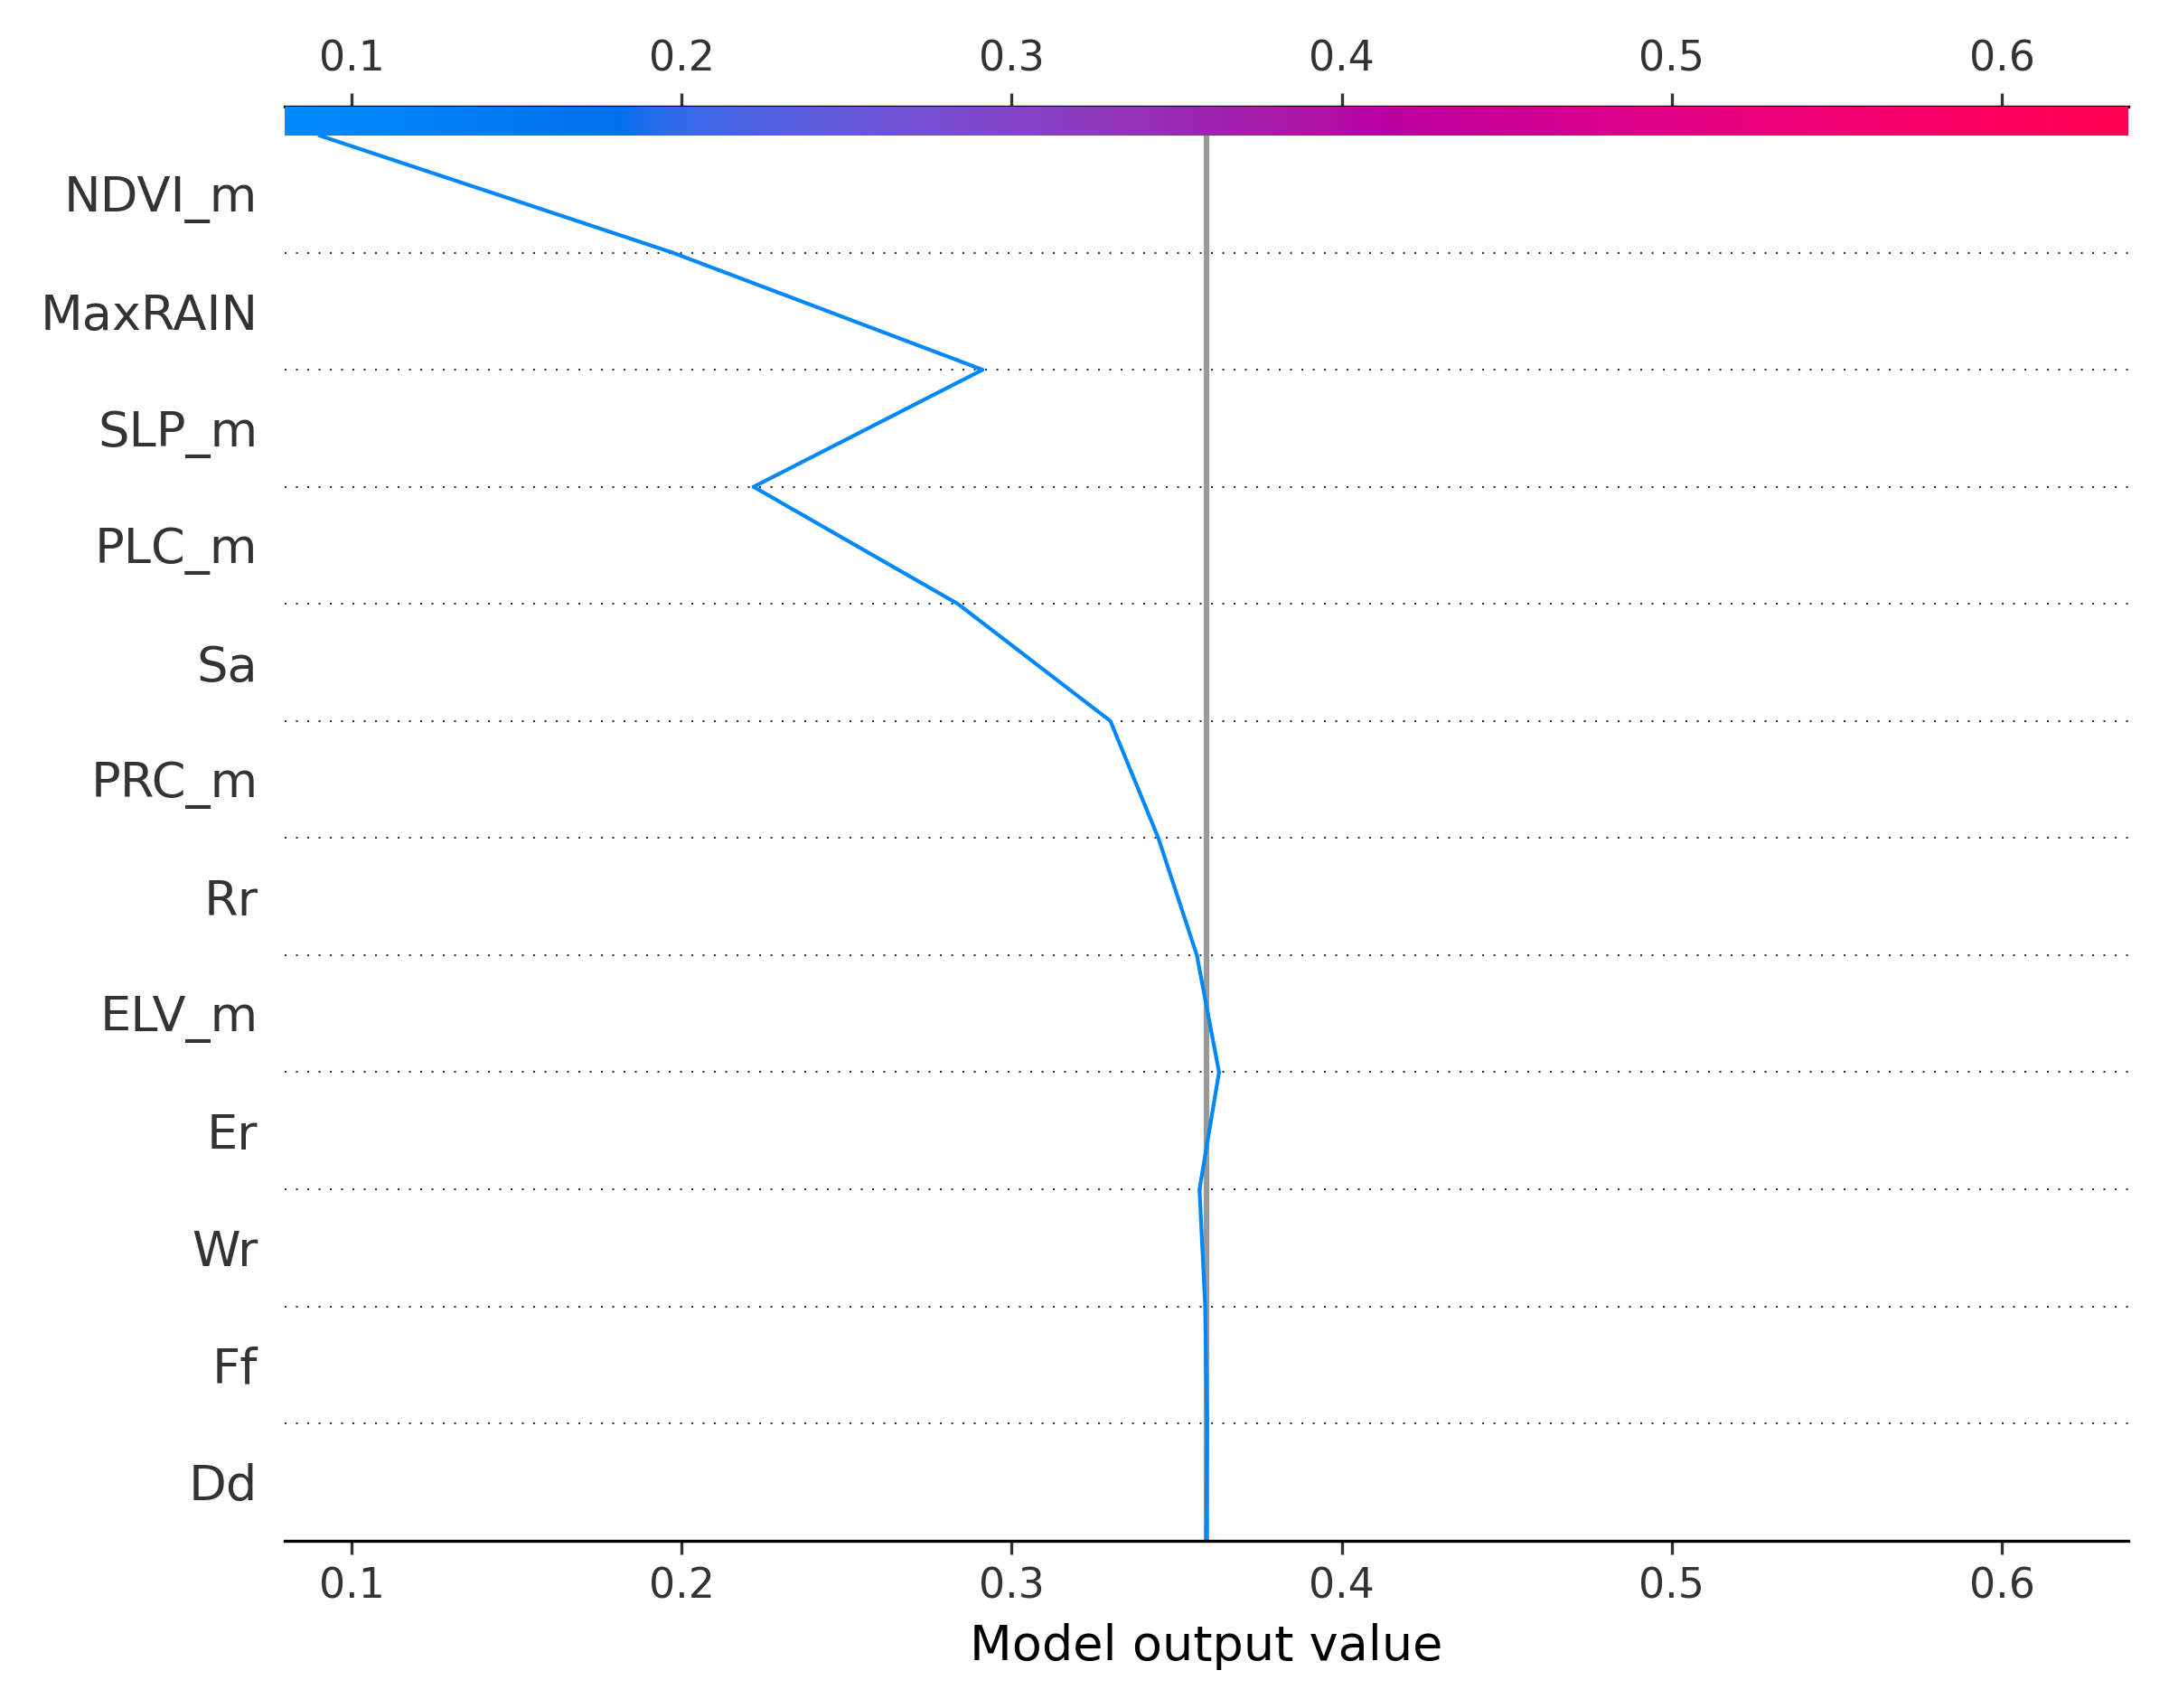 0.1 0.2 0.3 0.4 0.5 0.6
NDVI_m
MaxRAIN
SLP_m
PLC_m
Sa
PRC_m
Rr
ELV_m
Er
Wr
Ff
Dd
0.1 0.2 0.3 0.4 0.5 0.6
Model output value